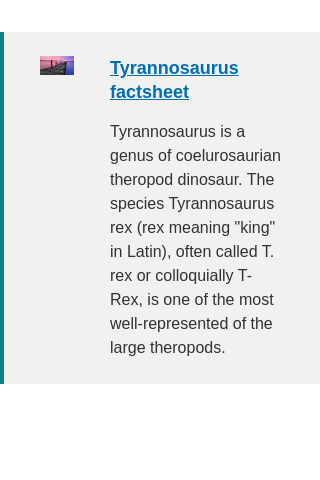 Tyrannosaurus
factsheet
Tyrannosaurus is a
genus of coelurosaurian
theropod dinosaur. The
species Tyrannosaurus
rex (rex meaning "king"
in Latin), often called T.
rex or colloquially T-
Rex, is one of the most
well-represented of the
large theropods.